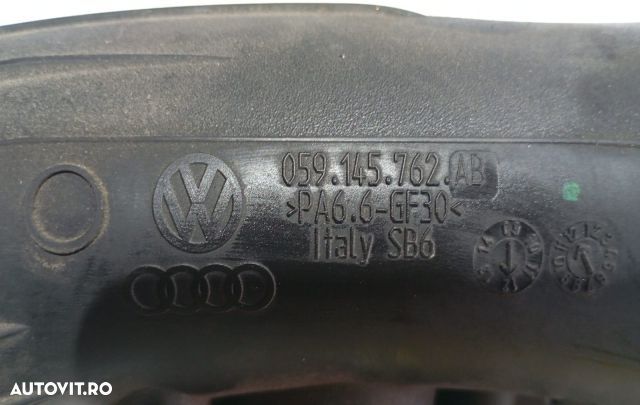 059.145.762.AB
>PA6.6-GF30<
Italy SB6
AUTOVIT.RO